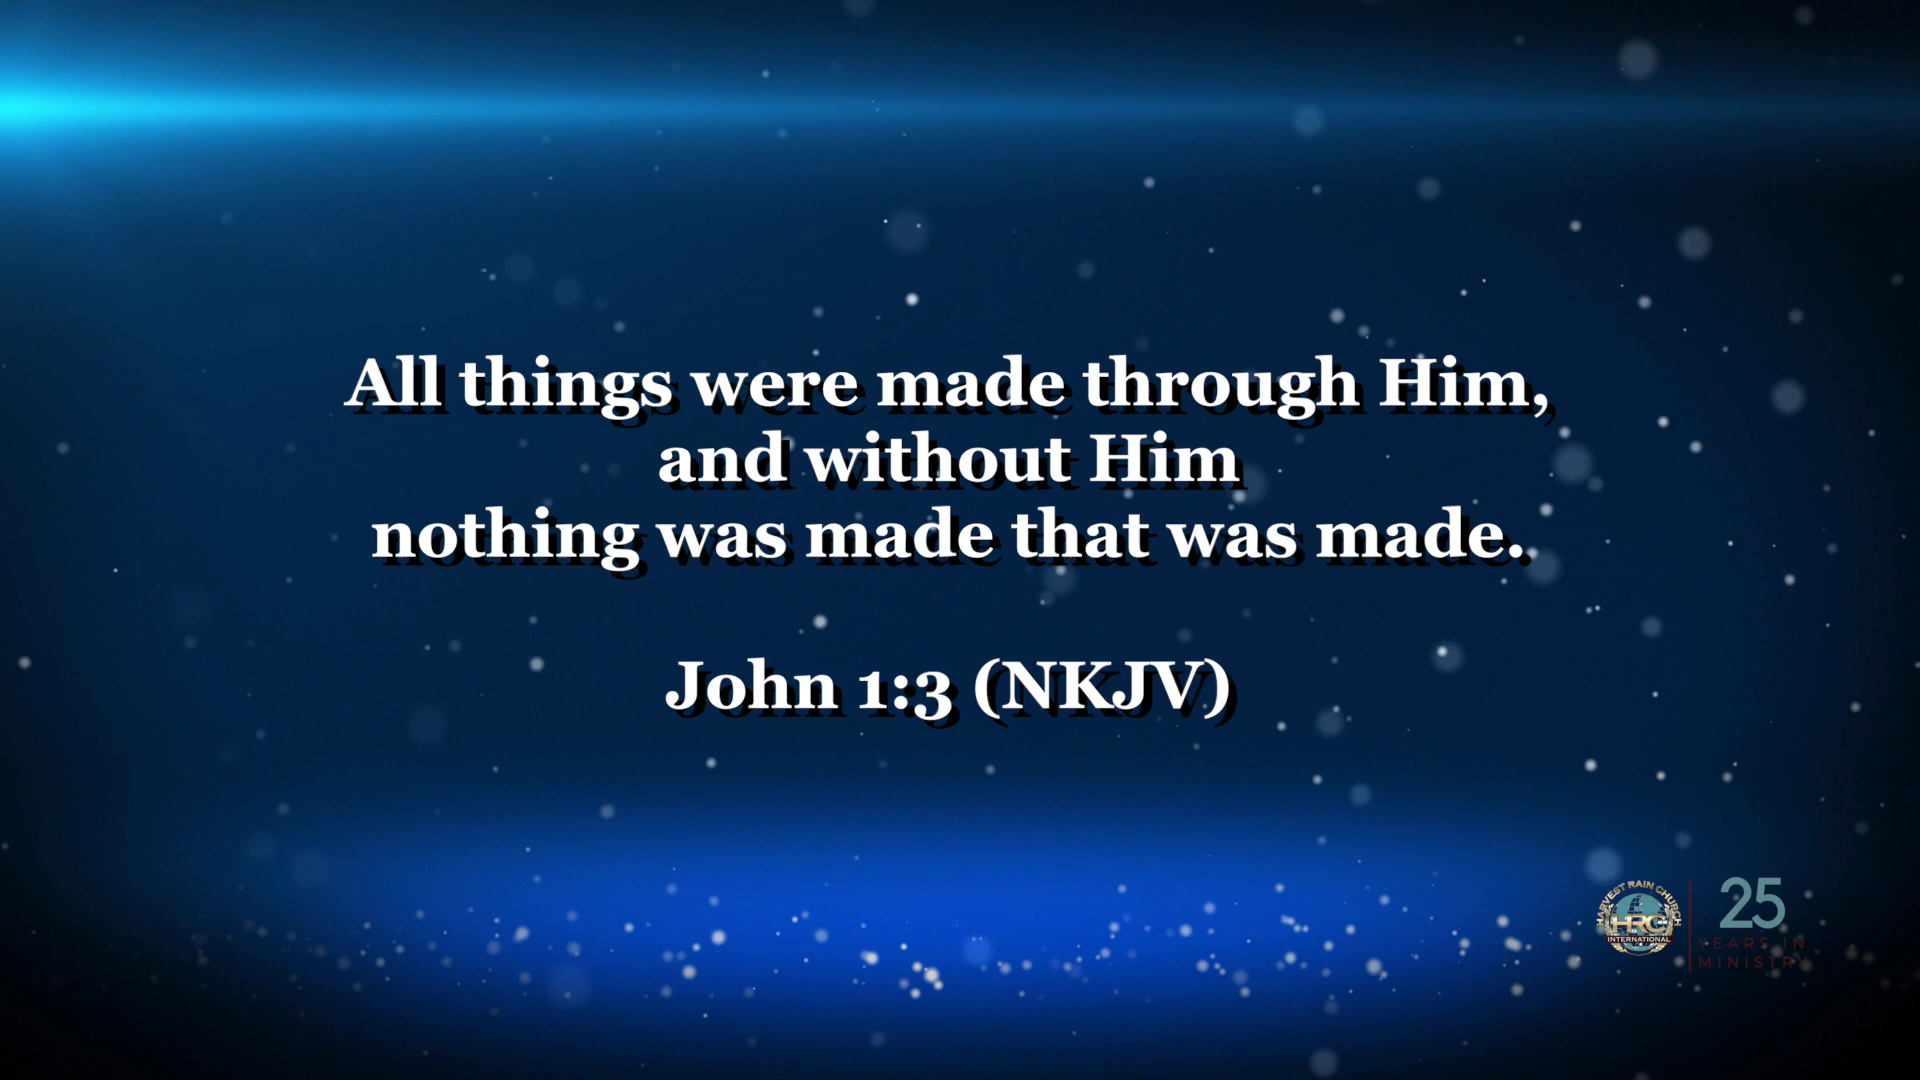 All things were made through Him,
and without Him
nothing was made that was made.
John 1:3 (NKJV)
HARVEST RAIN CHURCH
HRC
INTERNATIONAL
25
YEARS IN
MINISTRY